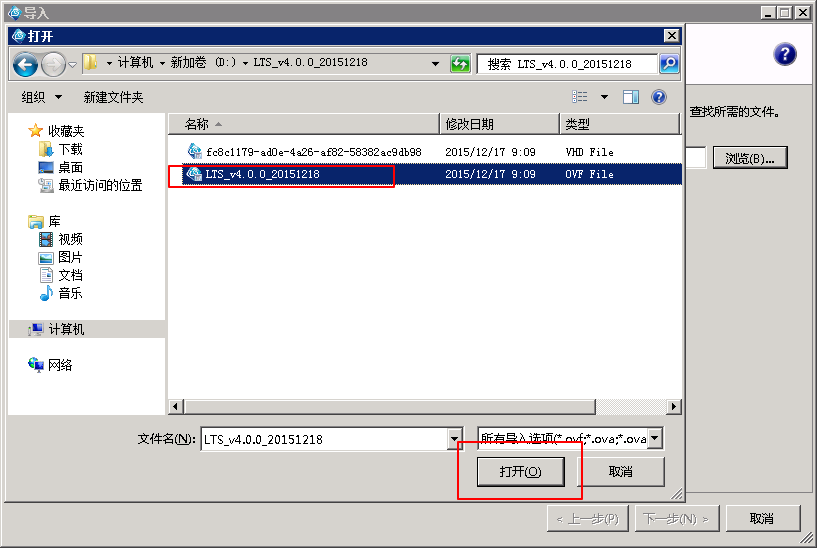 导入
打开
计算机 新加卷 (D:) LTS_v4.0.0_20151218
搜索 LTS_v4.0.0_20151218
组织 新建文件夹
查找所需的文件。
浏览(B)...
名称 修改日期 类型
fc8c1179-ad0e-4a26-af82-58382ac9db98 2015/12/17 9:09 VHD File
LTS_v4.0.0_20151218 2015/12/17 9:09 OVF File
收藏夹
下载
桌面
最近访问的位置
库
视频
图片
文档
音乐
计算机
网络
文件名(N): LTS_v4.0.0_20151218 所有导入选项(*.ovf;*.ova;*.ova
打开(O) 取消
< 上一步(P) 下一步(N) > 取消